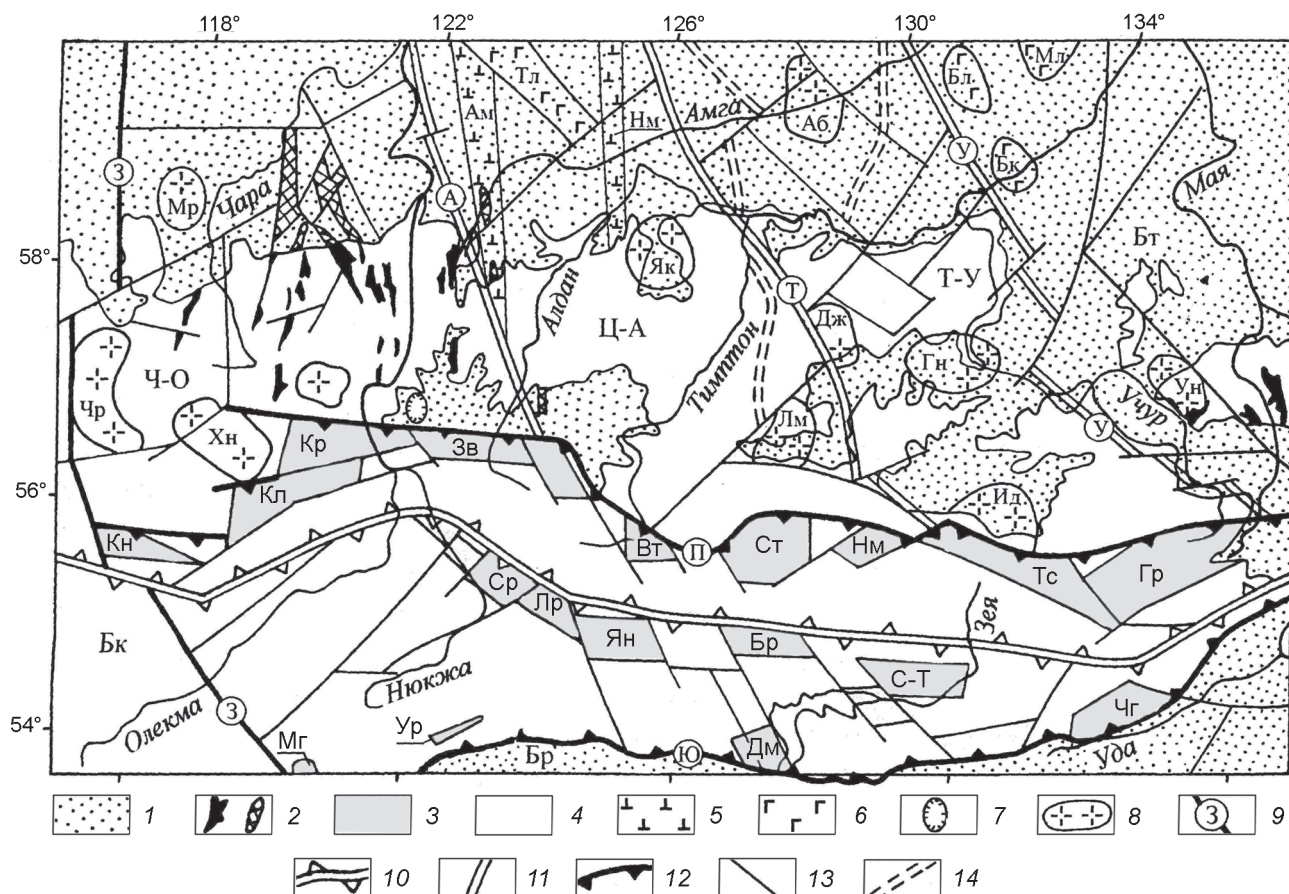 118° 122° 126° 130° 134°
58°
56°
54°
З
Мр
Чара
А
Ам
Тл
Нм
Амга
Аб
Бл
Мл
У
Бк
Мая
Бт
Ч-О
Чр
Хн
Алдан
Як
Ц-А
Тимптон
Т
Дж
Т-У
Гн
Лм
Учур
Ун
У
Ид
Кр
Зв
Кл
Кн
Вт
П
Ст
Нм
Тс
Гр
Ср
Лр
Ян
Бр
Зея
С-Т
Чг
Бк
З
Олекма
Нюкжа
Ур
Мг
Бр
Ю
Дм
Уда
1 2 3 4 5 6 7 8 З 9
10 11 12 13 14